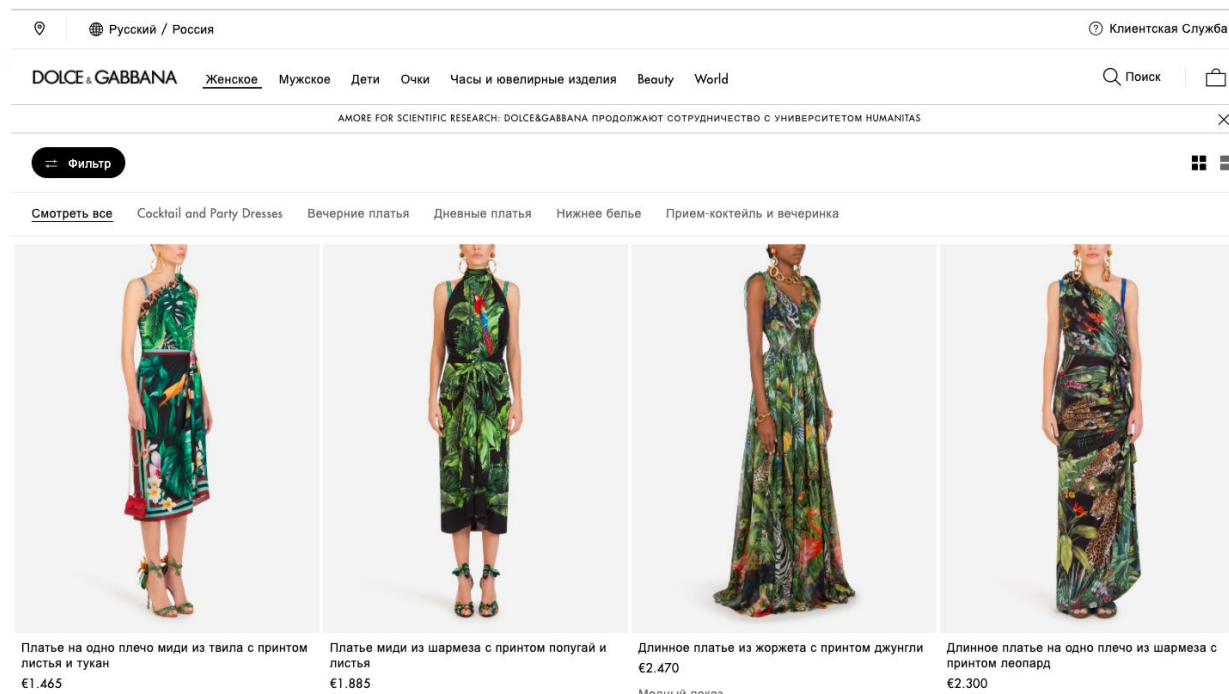 Русский / Россия
Клиентская Служба
DOLCE & GABBANA
Женское Мужское Дети Очки Часы и ювелирные изделия Beauty World
Поиск
AMORE FOR SCIENTIFIC RESEARCH: DOLCE&GABBANA ПРОДОЛЖАЮТ СОТРУДНИЧЕСТВО С УНИВЕРСИТЕТОМ HUMANITAS
Фильтр
Смотреть все Cocktail and Party Dresses Вечерние платья Дневные платья Нижнее белье Прием-коктейль и вечеринка
Платье на одно плечо миди из твила с принтом
листья и тукан
€1.465
Платье миди из шармеза с принтом попугай и
листья
€1.885
Длинное платье из жоржета с принтом джунгли
€2.470
Модный показ
Длинное платье на одно плечо из шармеза с
принтом леопард
€2.300